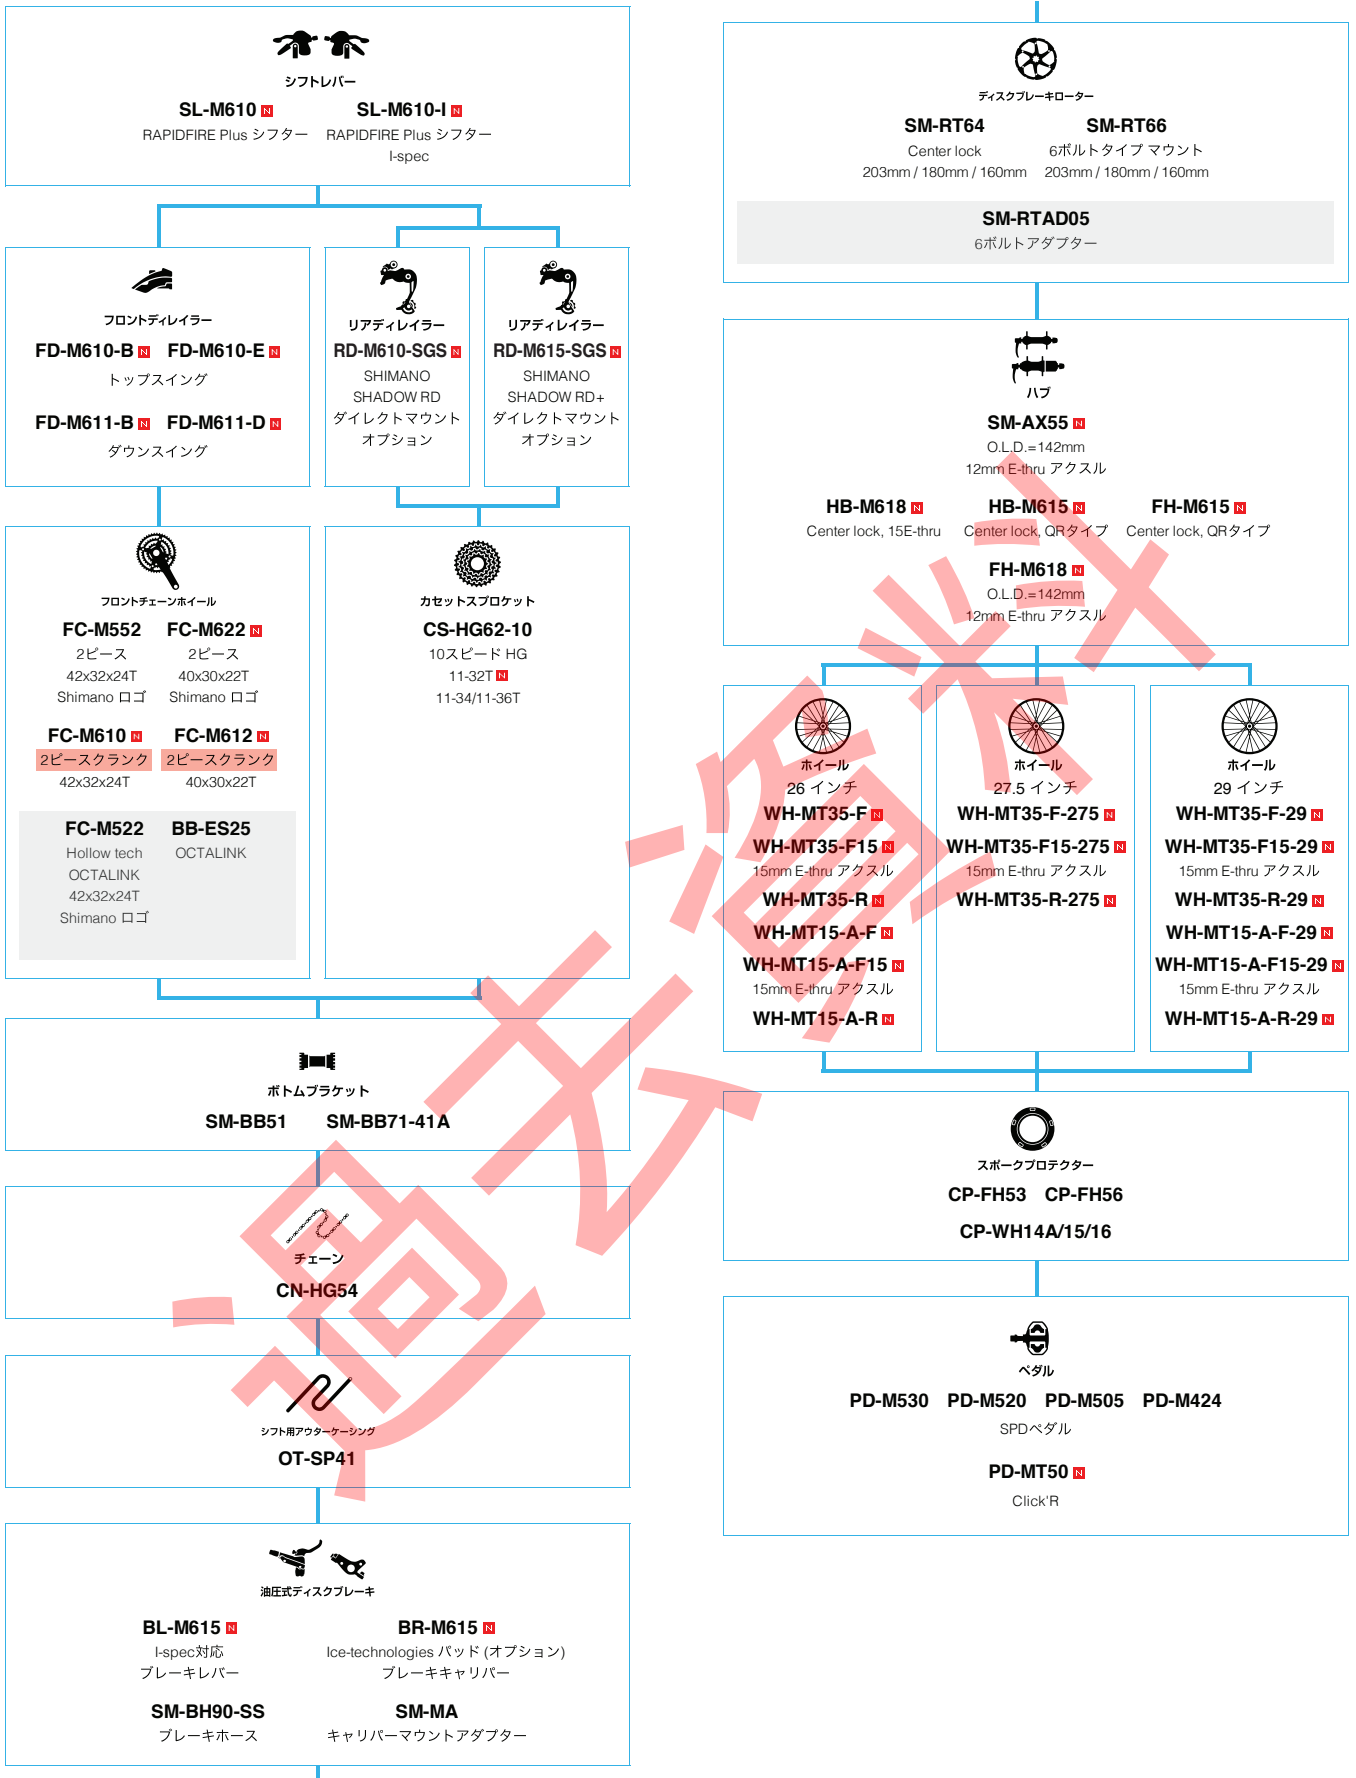 シフトレバー
SL-M610 N SL-M610-I N
RAPIDFIRE Plus シフター RAPIDFIRE Plus シフター
I-spec
フロントディレイラー
FD-M610-B N FD-M610-E N
トップスイング
FD-M611-B N FD-M611-D N
ダウンスイング
リアディレイラー
RD-M610-SGS N
SHIMANO
SHADOW RD
ダイレクトマウント
オプション
リアディレイラー
RD-M615-SGS N
SHIMANO
SHADOW RD+
ダイレクトマウント
オプション
フロントチェーンホイール
FC-M552 FC-M622 N
2ピース 2ピース
42x32x24T 40x30x22T
Shimano ロゴ Shimano ロゴ
FC-M610 N FC-M612 N
2ピースクランク 2ピースクランク
42x32x24T 40x30x22T
FC-M522 BB-ES25
Hollow tech OCTALINK
OCTALINK
42x32x24T
Shimano ロゴ
カセットスプロケット
CS-HG62-10
10スピード HG
11-32T N
11-34/11-36T
ボトムブラケット
SM-BB51 SM-BB71-41A
チェーン
CN-HG54
シフト用アウターケーシング
OT-SP41
油圧式ディスクブレーキ
BL-M615 N BR-M615 N
I-spec対応 Ice-technologies パッド (オプション)
ブレーキレバー ブレーキキャリパー
SM-BH90-SS SM-MA
ブレーキホース キャリパーマウントアダプター
ディスクブレーキローター
SM-RT64 SM-RT66
Center lock 6ボルトタイプ マウント
203mm / 180mm / 160mm 203mm / 180mm / 160mm
SM-RTAD05
6ボルトアダプター
ハブ
SM-AX55 N
O.L.D.=142mm
12mm E-thru アクスル
HB-M618 N HB-M615 N FH-M615 N
Center lock, 15E-thru Center lock, QRタイプ Center lock, QRタイプ
FH-M618 N
O.L.D.=142mm
12mm E-thru アクスル
ホイール
26 インチ
WH-MT35-F N
WH-MT35-F15 N
15mm E-thru アクスル
WH-MT35-R N
WH-MT15-A-F N
WH-MT15-A-F15 N
15mm E-thru アクスル
WH-MT15-A-R N
ホイール
27.5 インチ
WH-MT35-F-275 N
WH-MT35-F15-275 N
15mm E-thru アクスル
WH-MT35-R-275 N
ホイール
29 インチ
WH-MT35-F-29 N
WH-MT35-F15-29 N
15mm E-thru アクスル
WH-MT35-R-29 N
WH-MT15-A-F-29 N
WH-MT15-A-F15-29 N
15mm E-thru アクスル
WH-MT15-A-R-29 N
スポークプロテクター
CP-FH53 CP-FH56
CP-WH14A/15/16
ペダル
PD-M530 PD-M520 PD-M505 PD-M424
SPDペダル
PD-MT50 N
Click'R
過去資料